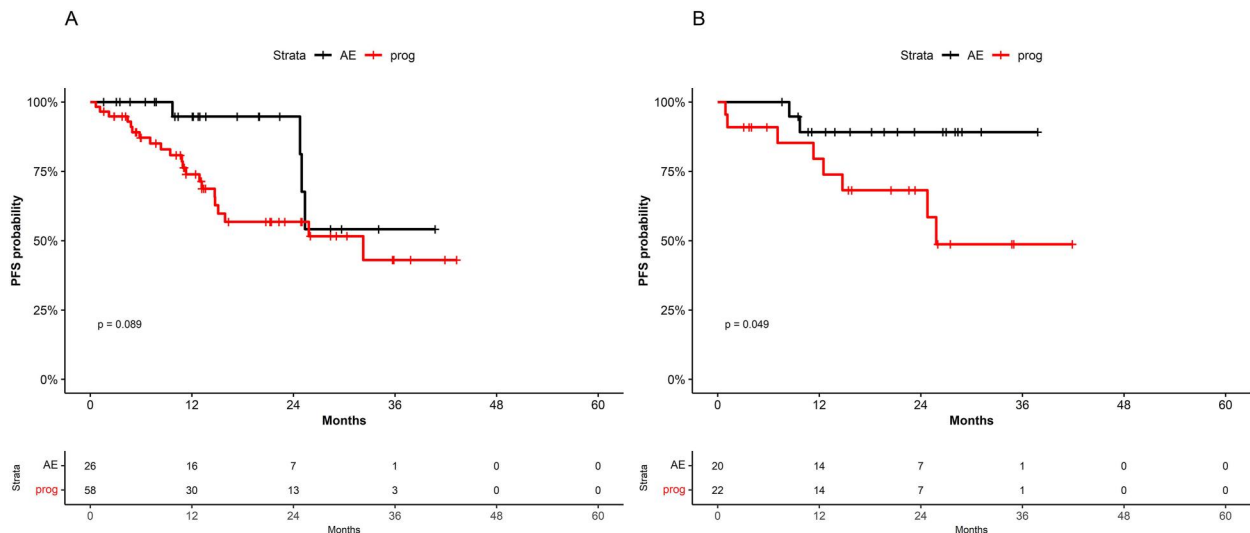 A
Strata AE prog
100%
75%
50%
25%
0%
PFS probability
p = 0.089
0 12 24 36 48 60
Months
Strata
AE 26 16 7 1 0 0
prog 58 30 13 3 0 0
0 12 24 36 48 60
Months
B
Strata AE prog
100%
75%
50%
25%
0%
PFS probability
p = 0.049
0 12 24 36 48 60
Months
Strata
AE 20 14 7 1 0 0
prog 22 14 7 1 0 0
0 12 24 36 48 60
Months